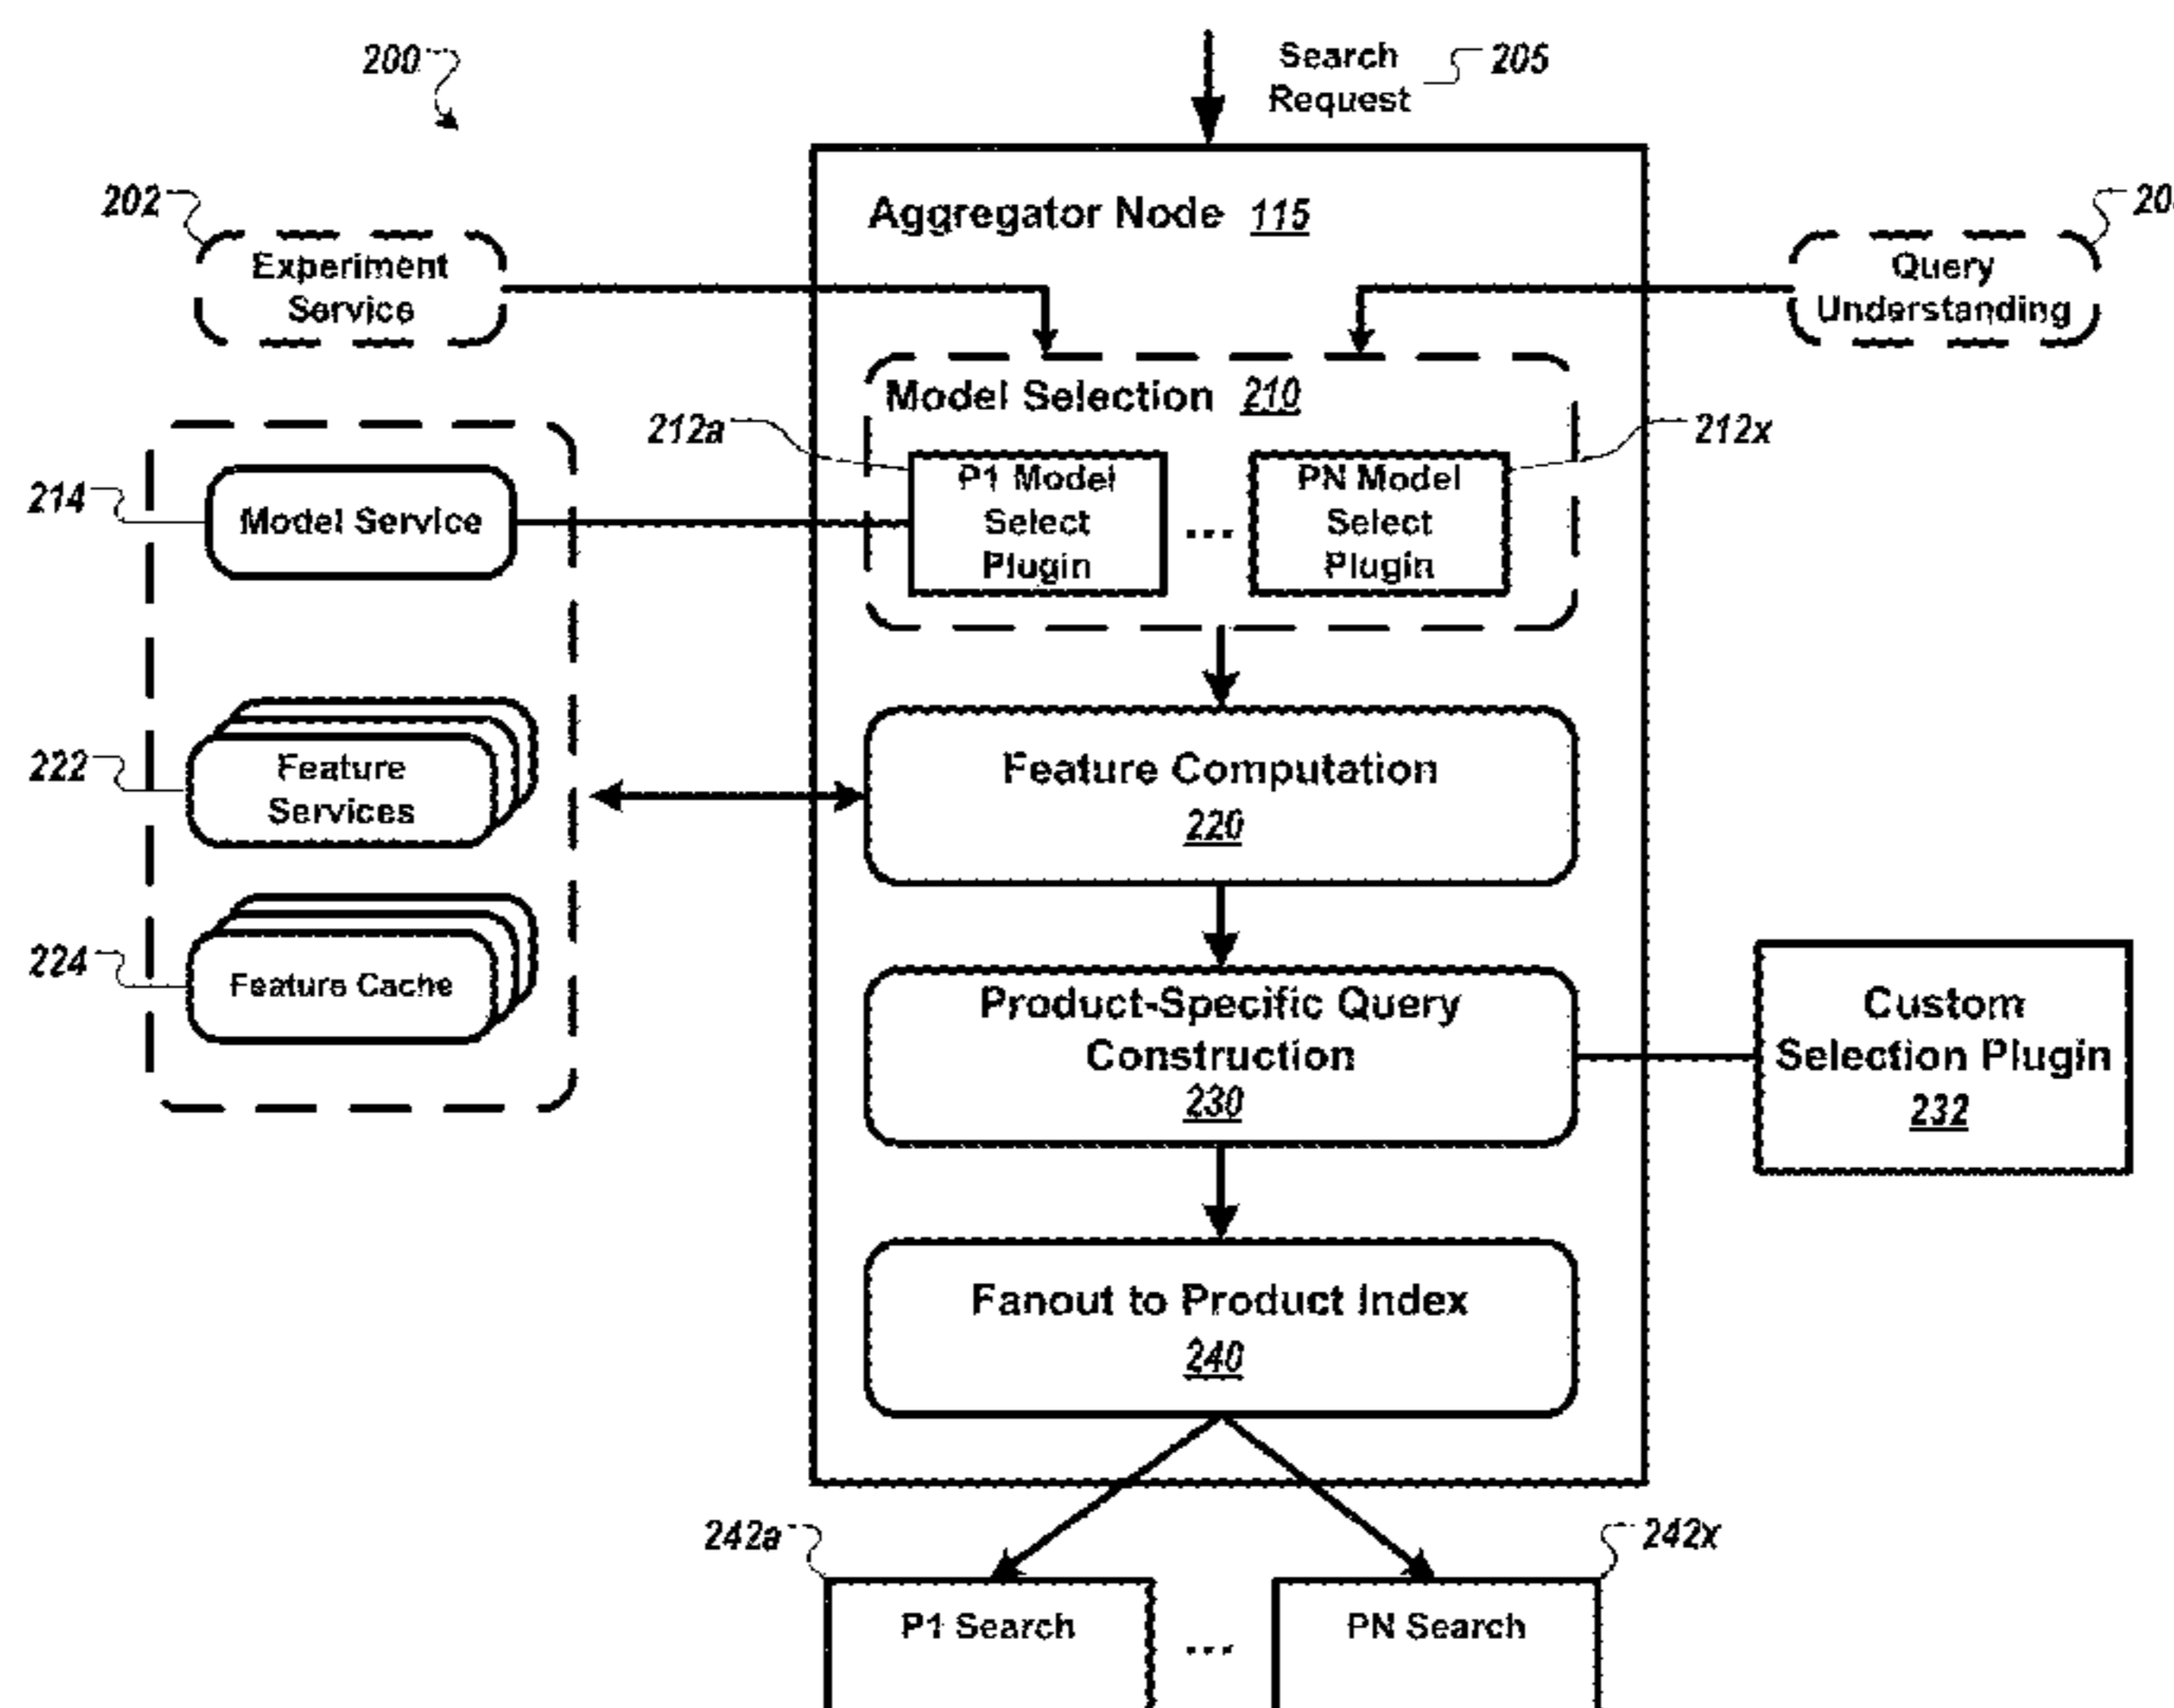 200
Search
Request
205
Aggregator Node 115
202
Experiment
Service
Query
Understanding
Model Selection 210
212a
212x
P1 Model
Select
Plugin
...
PN Model
Select
Plugin
214
Model Service
222
Feature
Services
Feature Computation
220
224
Feature Cache
Product-Specific Query
Construction
230
Custom
Selection Plugin
232
Fanout to Product Index
240
242a
242x
P1 Search
...
PN Search